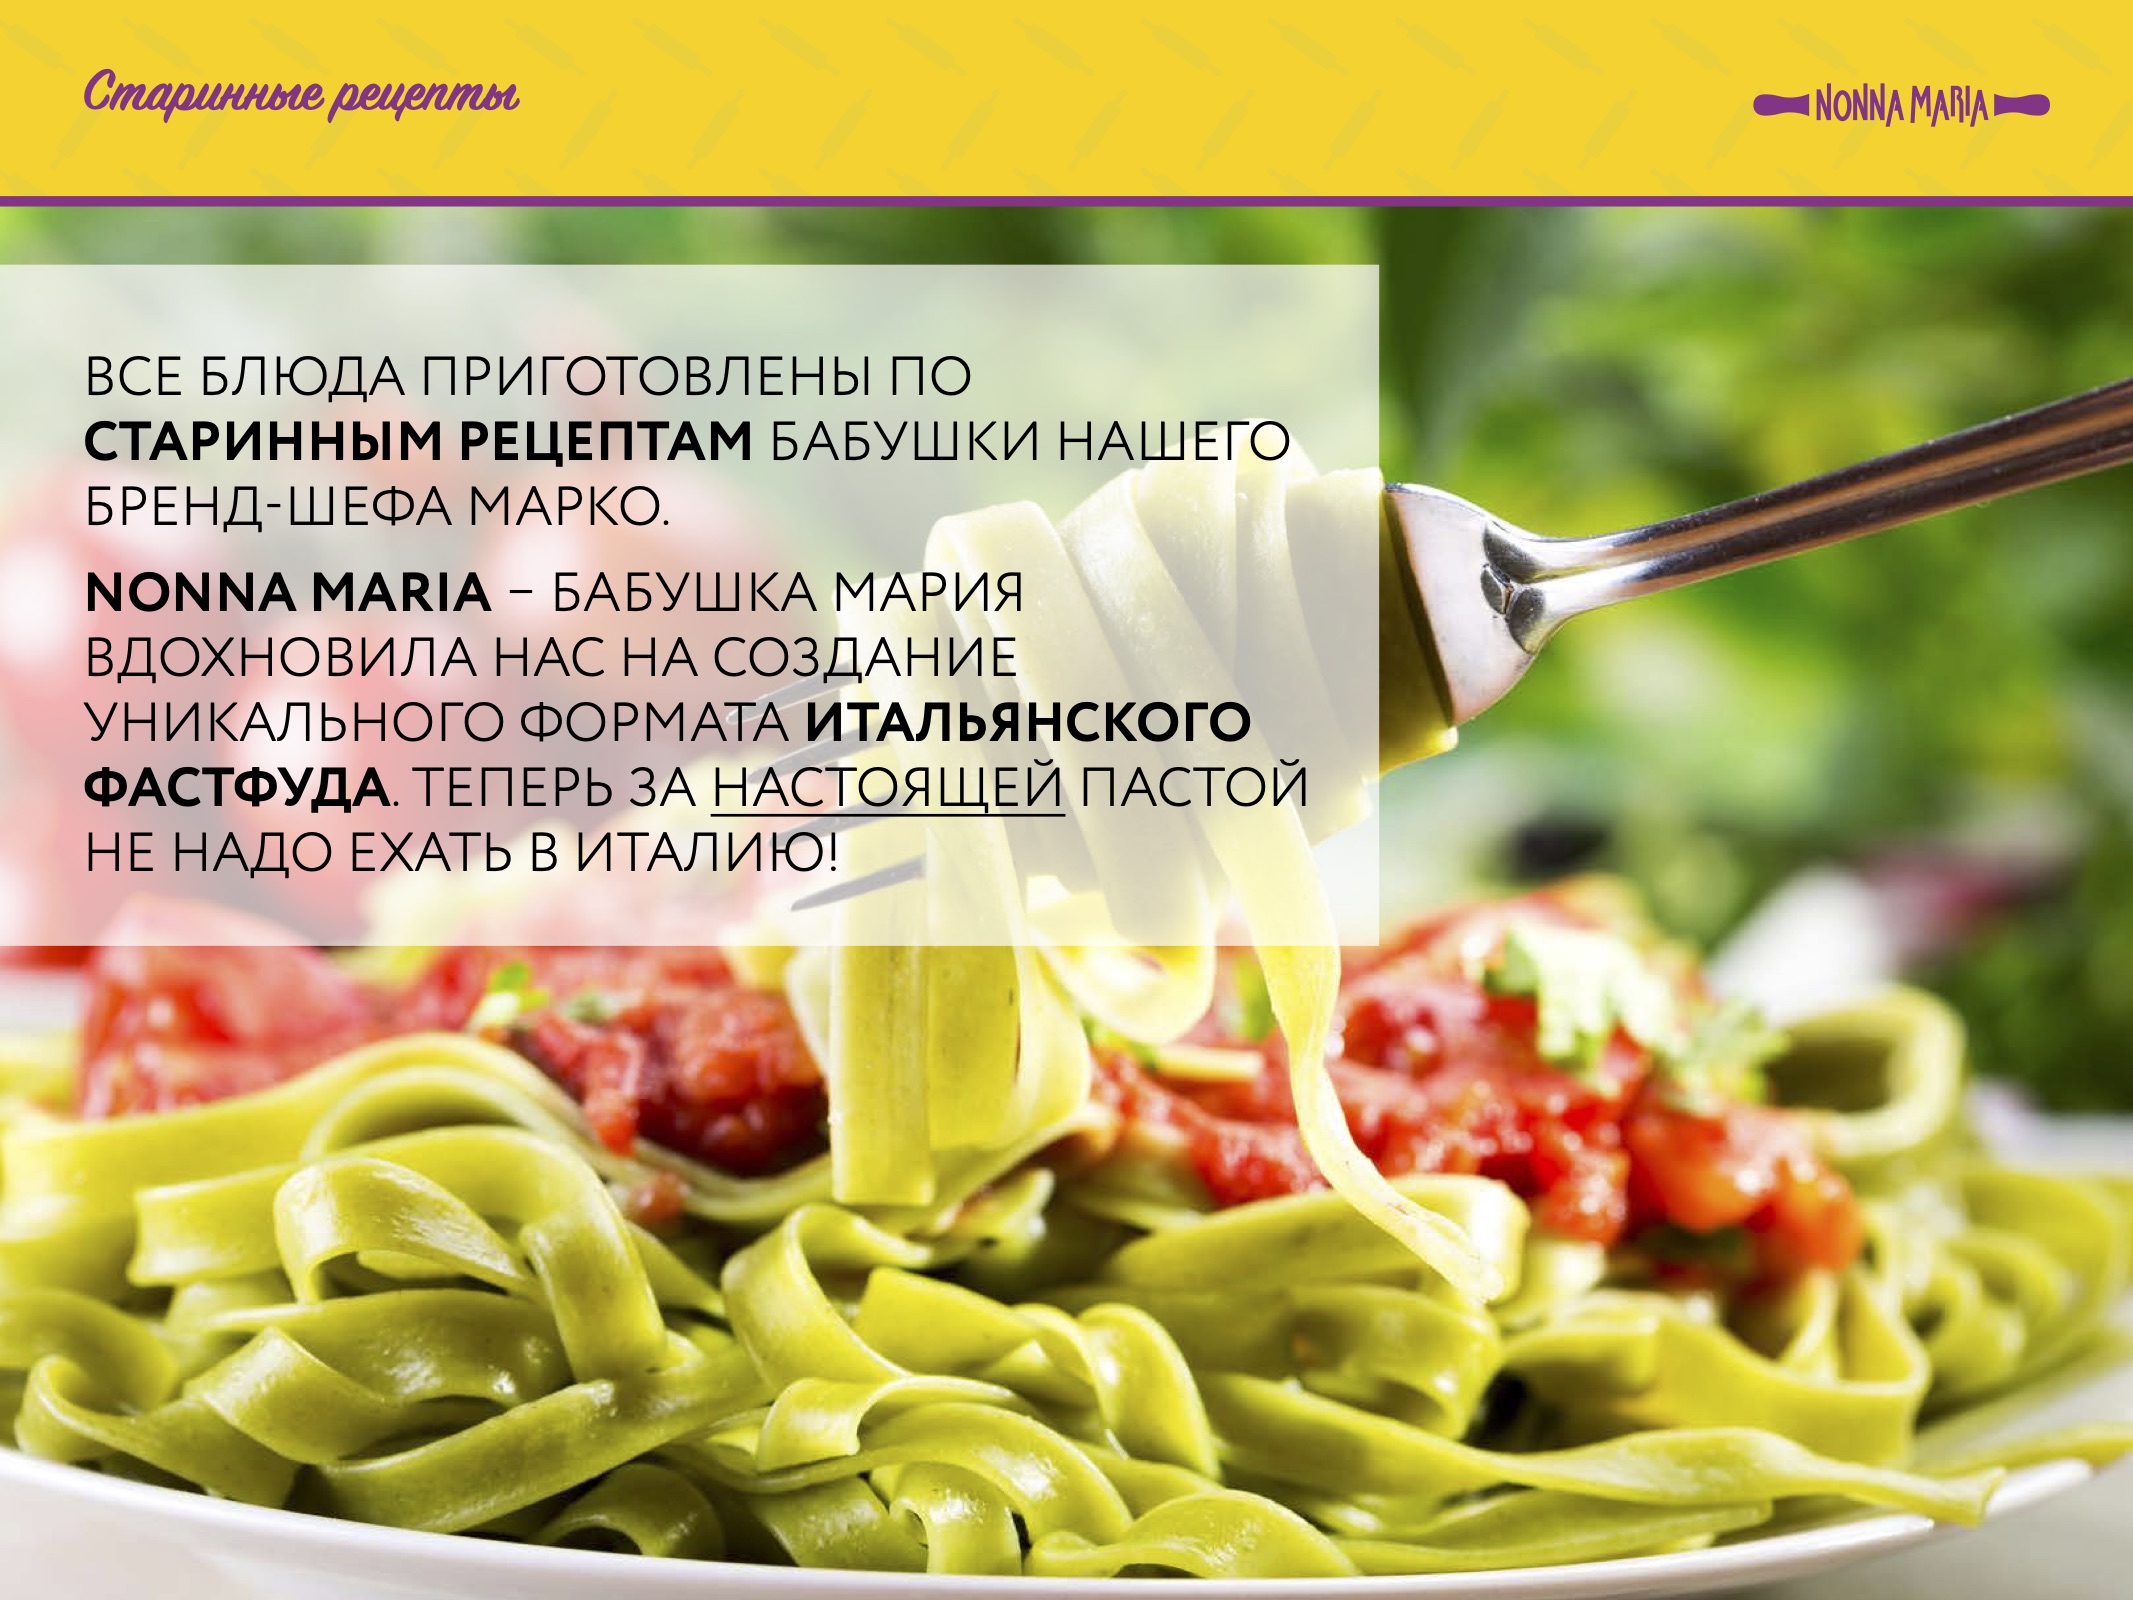 Старинные рецепты
NONNA MARIA
ВСЕ БЛЮДА ПРИГОТОВЛЕНЫ ПО
СТАРИННЫМ РЕЦЕПТАМ БАБУШКИ НАШЕГО
БРЕНД-ШЕФА МАРКО.
NONNA MARIA – БАБУШКА МАРИЯ
ВДОХНОВИЛА НАС НА СОЗДАНИЕ
УНИКАЛЬНОГО ФОРМАТА ИТАЛЬЯНСКОГО
ФАСТФУДА. ТЕПЕРЬ ЗА НАСТОЯЩЕЙ ПАСТОЙ
НЕ НАДО ЕХАТЬ В ИТАЛИЮ!